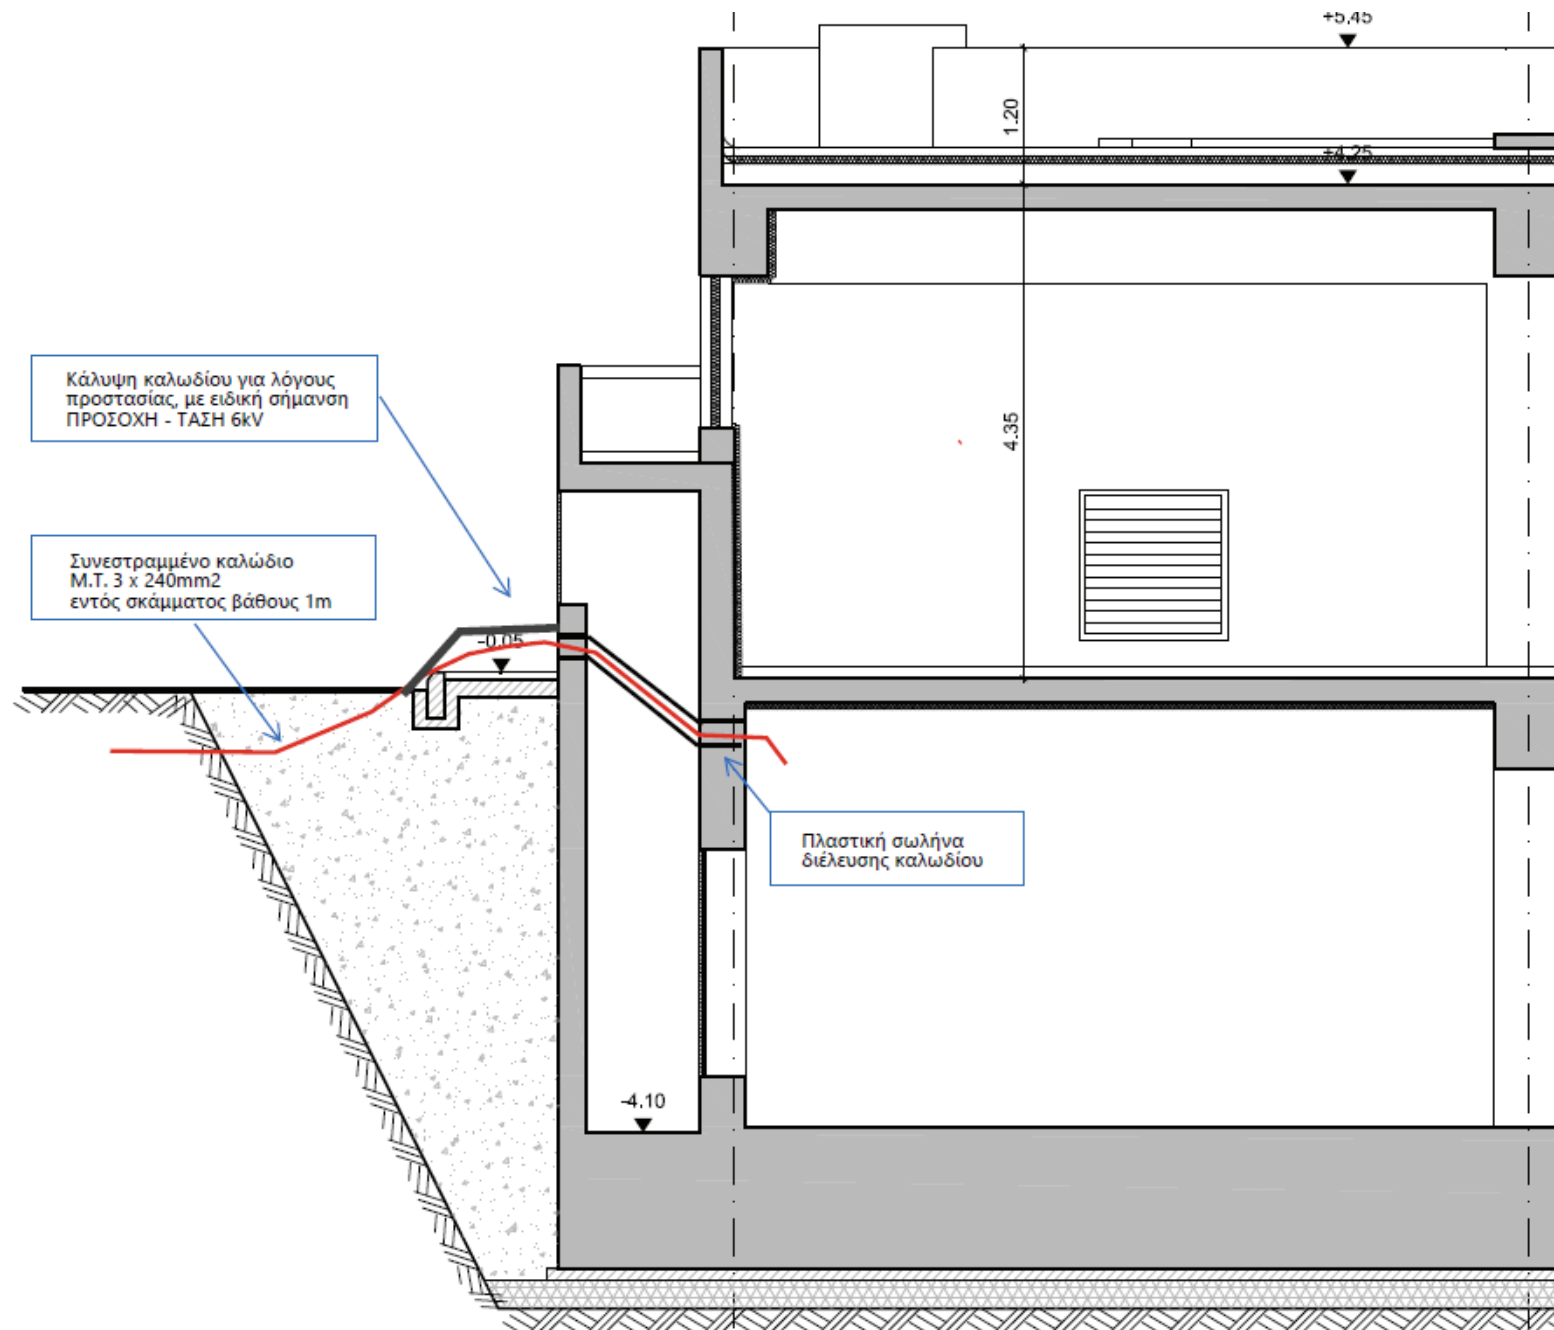 +5.45
1.20
+4.25
Κάλυψη καλωδίου για λόγους
προστασίας, με ειδική σήμανση
ΠΡΟΣΟΧΗ - ΤΑΣΗ 6kV
4.35
Συνεστραμμένο καλώδιο
Μ.Τ. 3 x 240mm2
εντός σκάμματος βάθους 1m
-0.05
Πλαστική σωλήνα
διέλευσης καλωδίου
-4.10